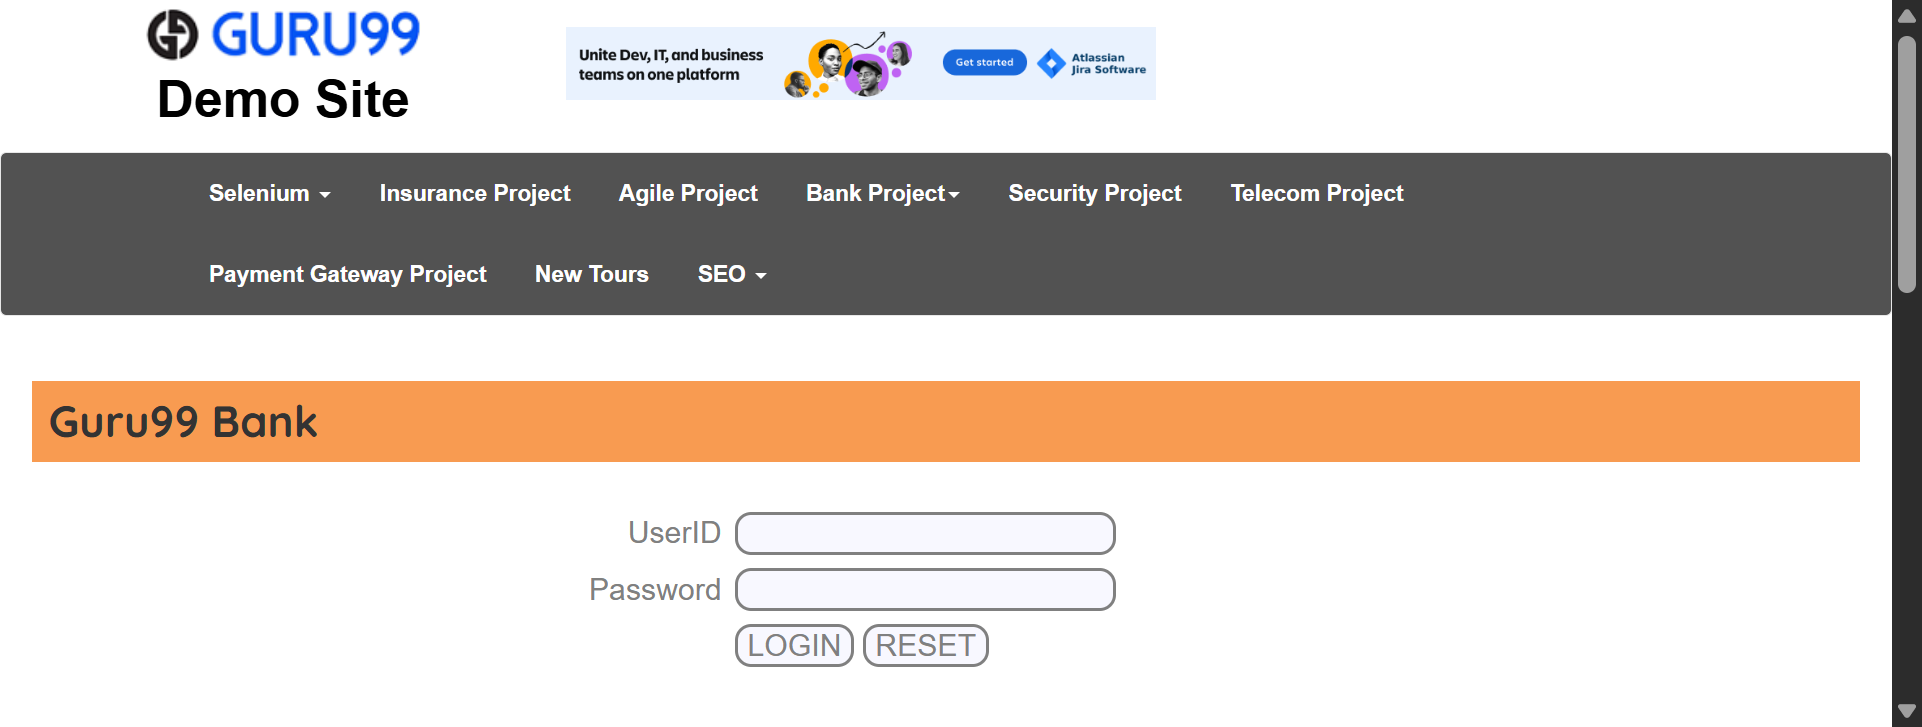 GURU99
Demo Site
Unite Dev, IT, and business
teams on one platform
Get started
Atlassian
Jira Software
Selenium
Insurance Project
Agile Project
Bank Project
Security Project
Telecom Project
Payment Gateway Project
New Tours
SEO
Guru99 Bank
UserID
Password
LOGIN
RESET